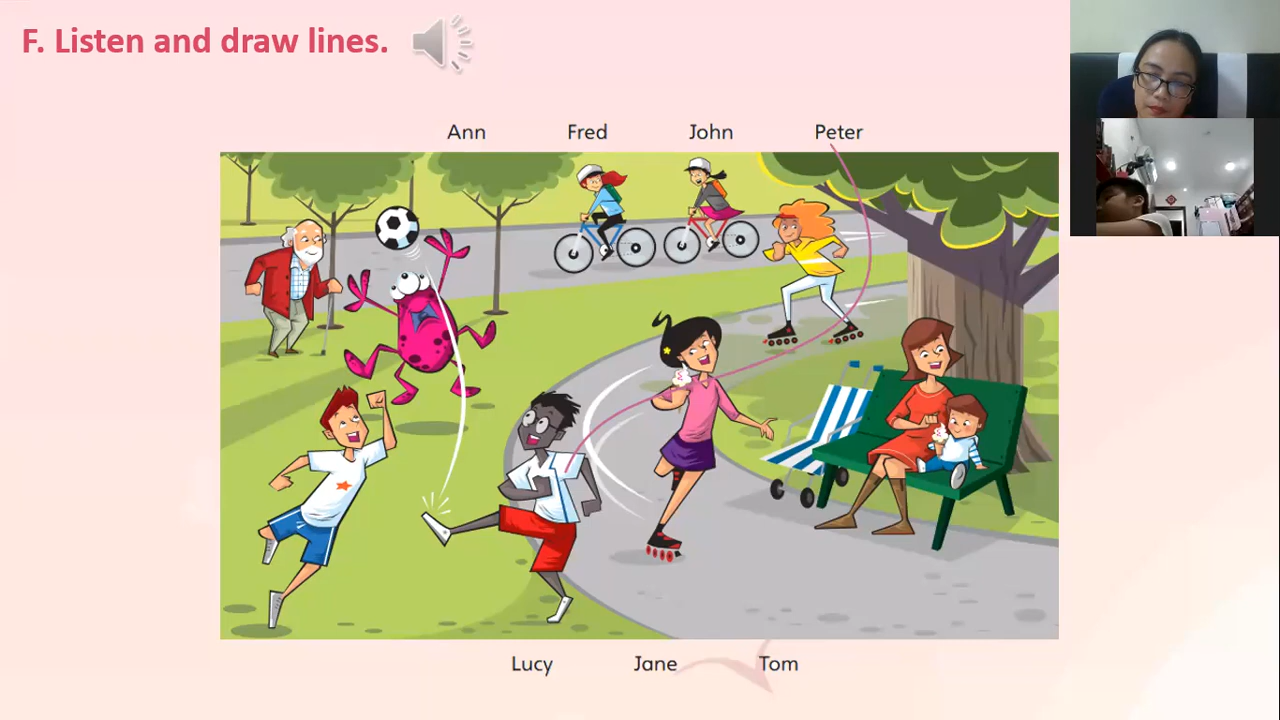 F. Listen and draw lines.
Ann Fred John Peter
Lucy Jane Tom